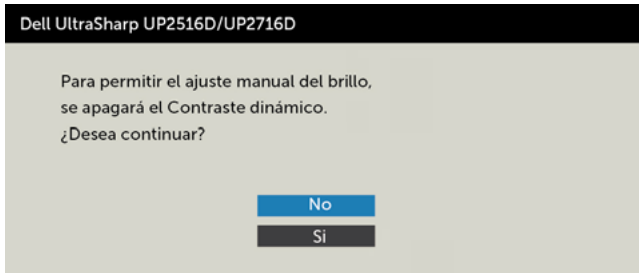 Dell UltraSharp UP2516D/UP2716D
Para permitir el ajuste manual del brillo,
se apagará el Contraste dinámico.
¿Desea continuar?
No
Si